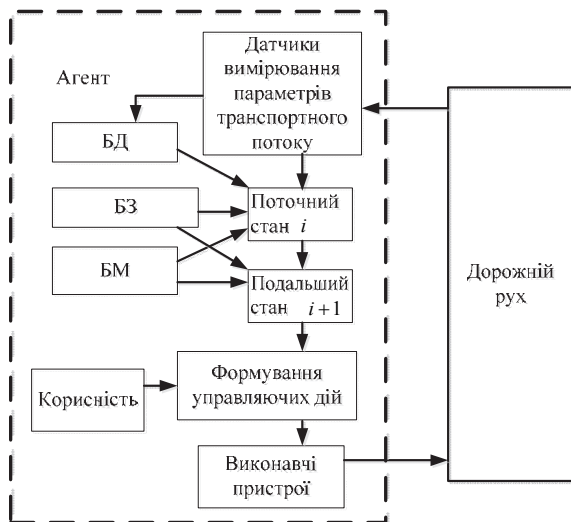 Датчики
вимірювання
параметрів
транспортного
потоку
Агент
БД
БЗ
Поточний
стан i
БМ
Подальший
стан i+1
Дорожній
рух
Формування
управляючих дій
Корисність
Виконавчі
пристрої